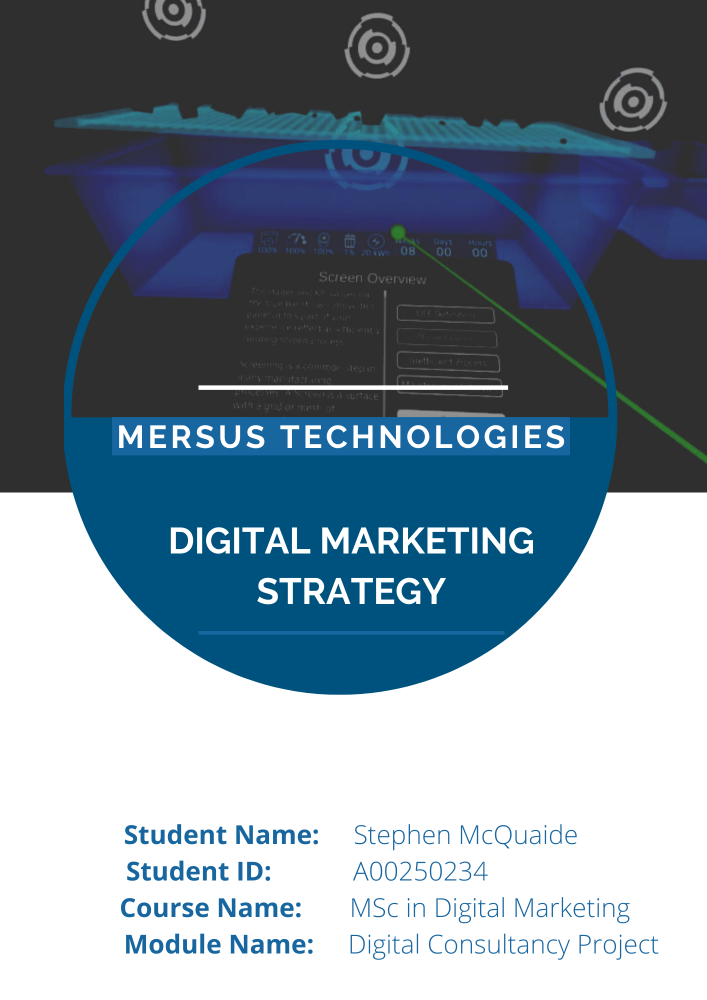 100% 100% 100% 1% 20 kWh Weeks 08 Days 00 Hours 00
Screen Overview
The stages and KPI values on
the blue bar shown above this
panel at this part of your
experience reflect an efficiently
running screen process
Screening is a common step in
many manufacturing
processes. A Screen is a surface
with a grid or mesh of
OEE Definition
Inefficient Process
MERSUS TECHNOLOGIES
DIGITAL MARKETING
STRATEGY
Student Name: Stephen McQuaide
Student ID: A00250234
Course Name: MSc in Digital Marketing
Module Name: Digital Consultancy Project